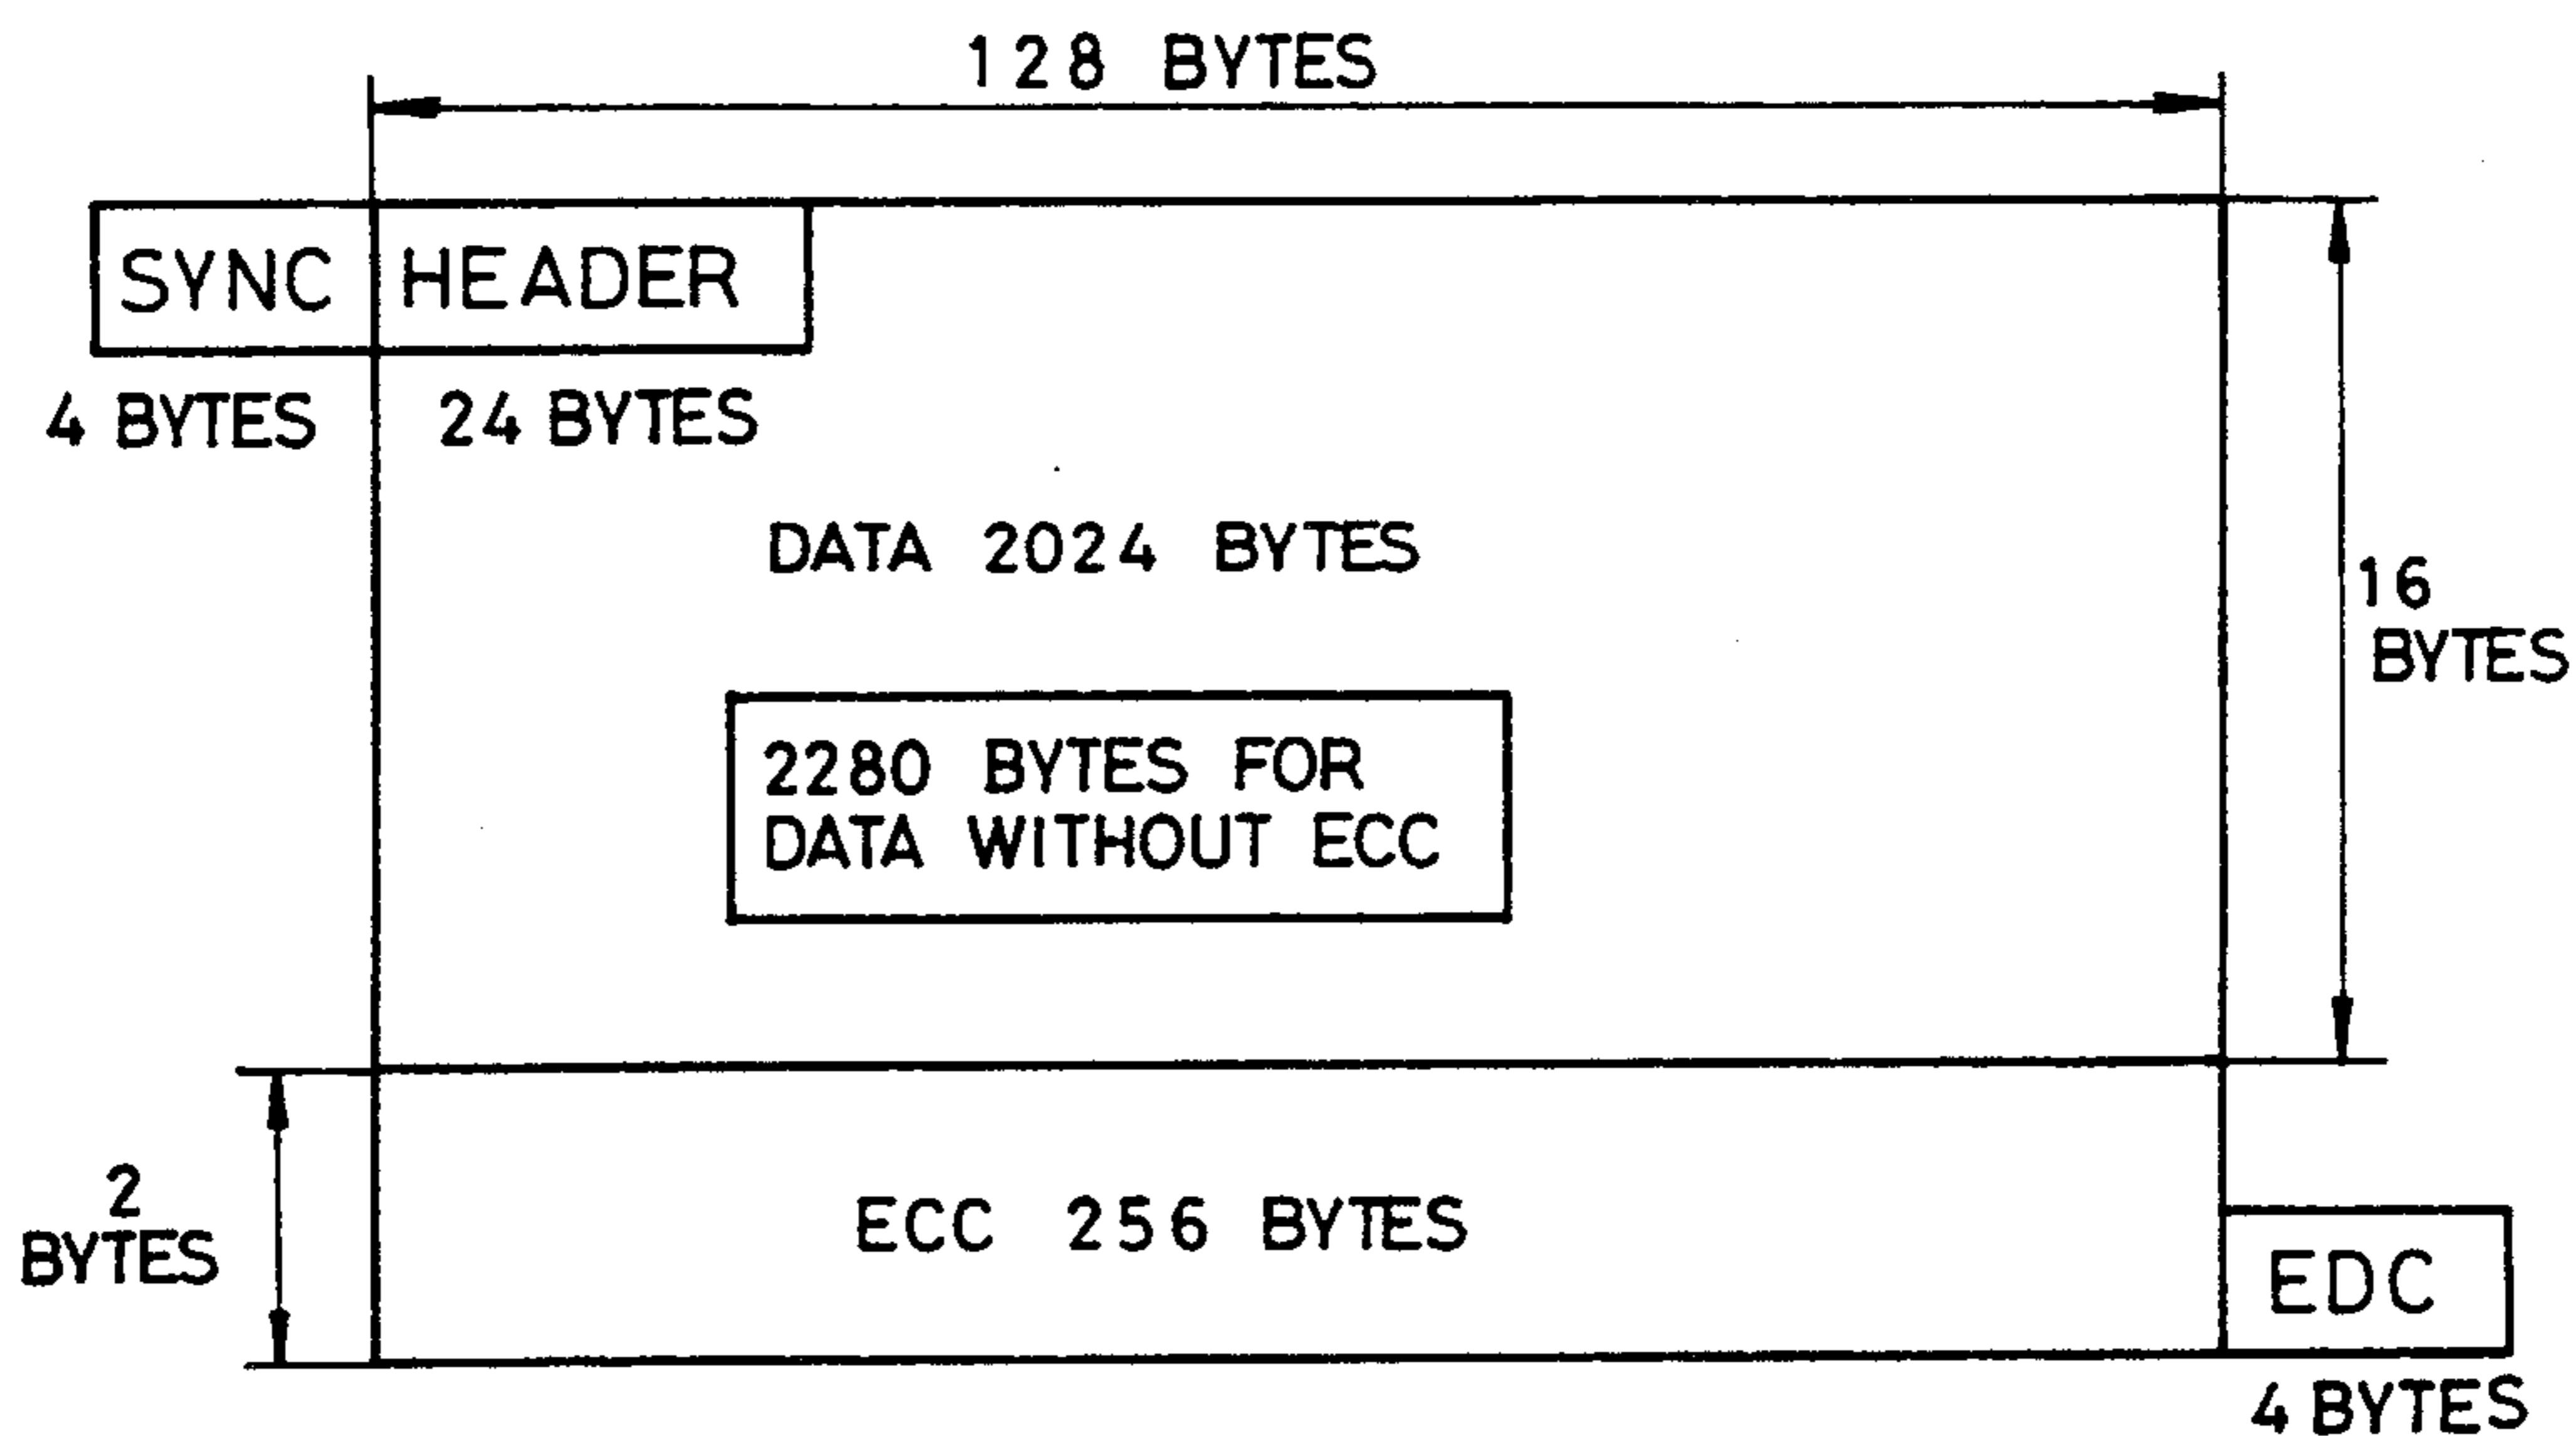 128 BYTES
SYNC
HEADER
4 BYTES
24 BYTES
DATA 2024 BYTES
16
BYTES
2280 BYTES FOR
DATA WITHOUT ECC
2
BYTES
ECC 256 BYTES
EDC
4 BYTES